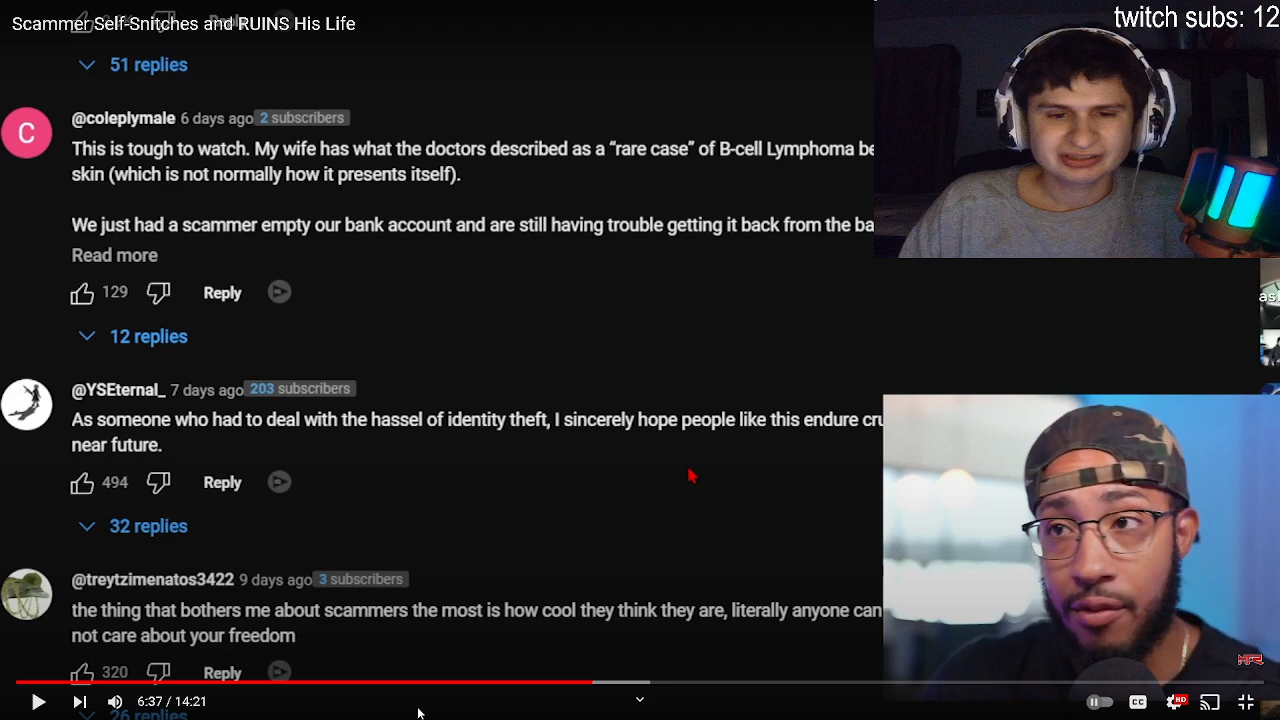 Scammer Self-Snitches and RUINS His Life
twitch subs: 12
51 replies
@coleplymale 6 days ago 2 subscribers
C
This is tough to watch. My wife has what the doctors described as a “rare case” of B-cell Lymphoma
skin (which is not normally how it presents itself).
We just had a scammer empty our bank account and are still having trouble getting it back from the
Read more
129 Reply
12 replies
@YSEternal_ 7 days ago 203 subscribers
As someone who had to deal with the hassel of identity theft, I sincerely hope people like this endure
near future.
494 Reply
32 replies
@treytzimenatos3422 9 days ago 3 subscribers
the thing that bothers me about scammers the most is how cool they think they are, literally anyone can
not care about your freedom
320 Reply
HFR
6:37 / 14:21
CC
HD
26 replies